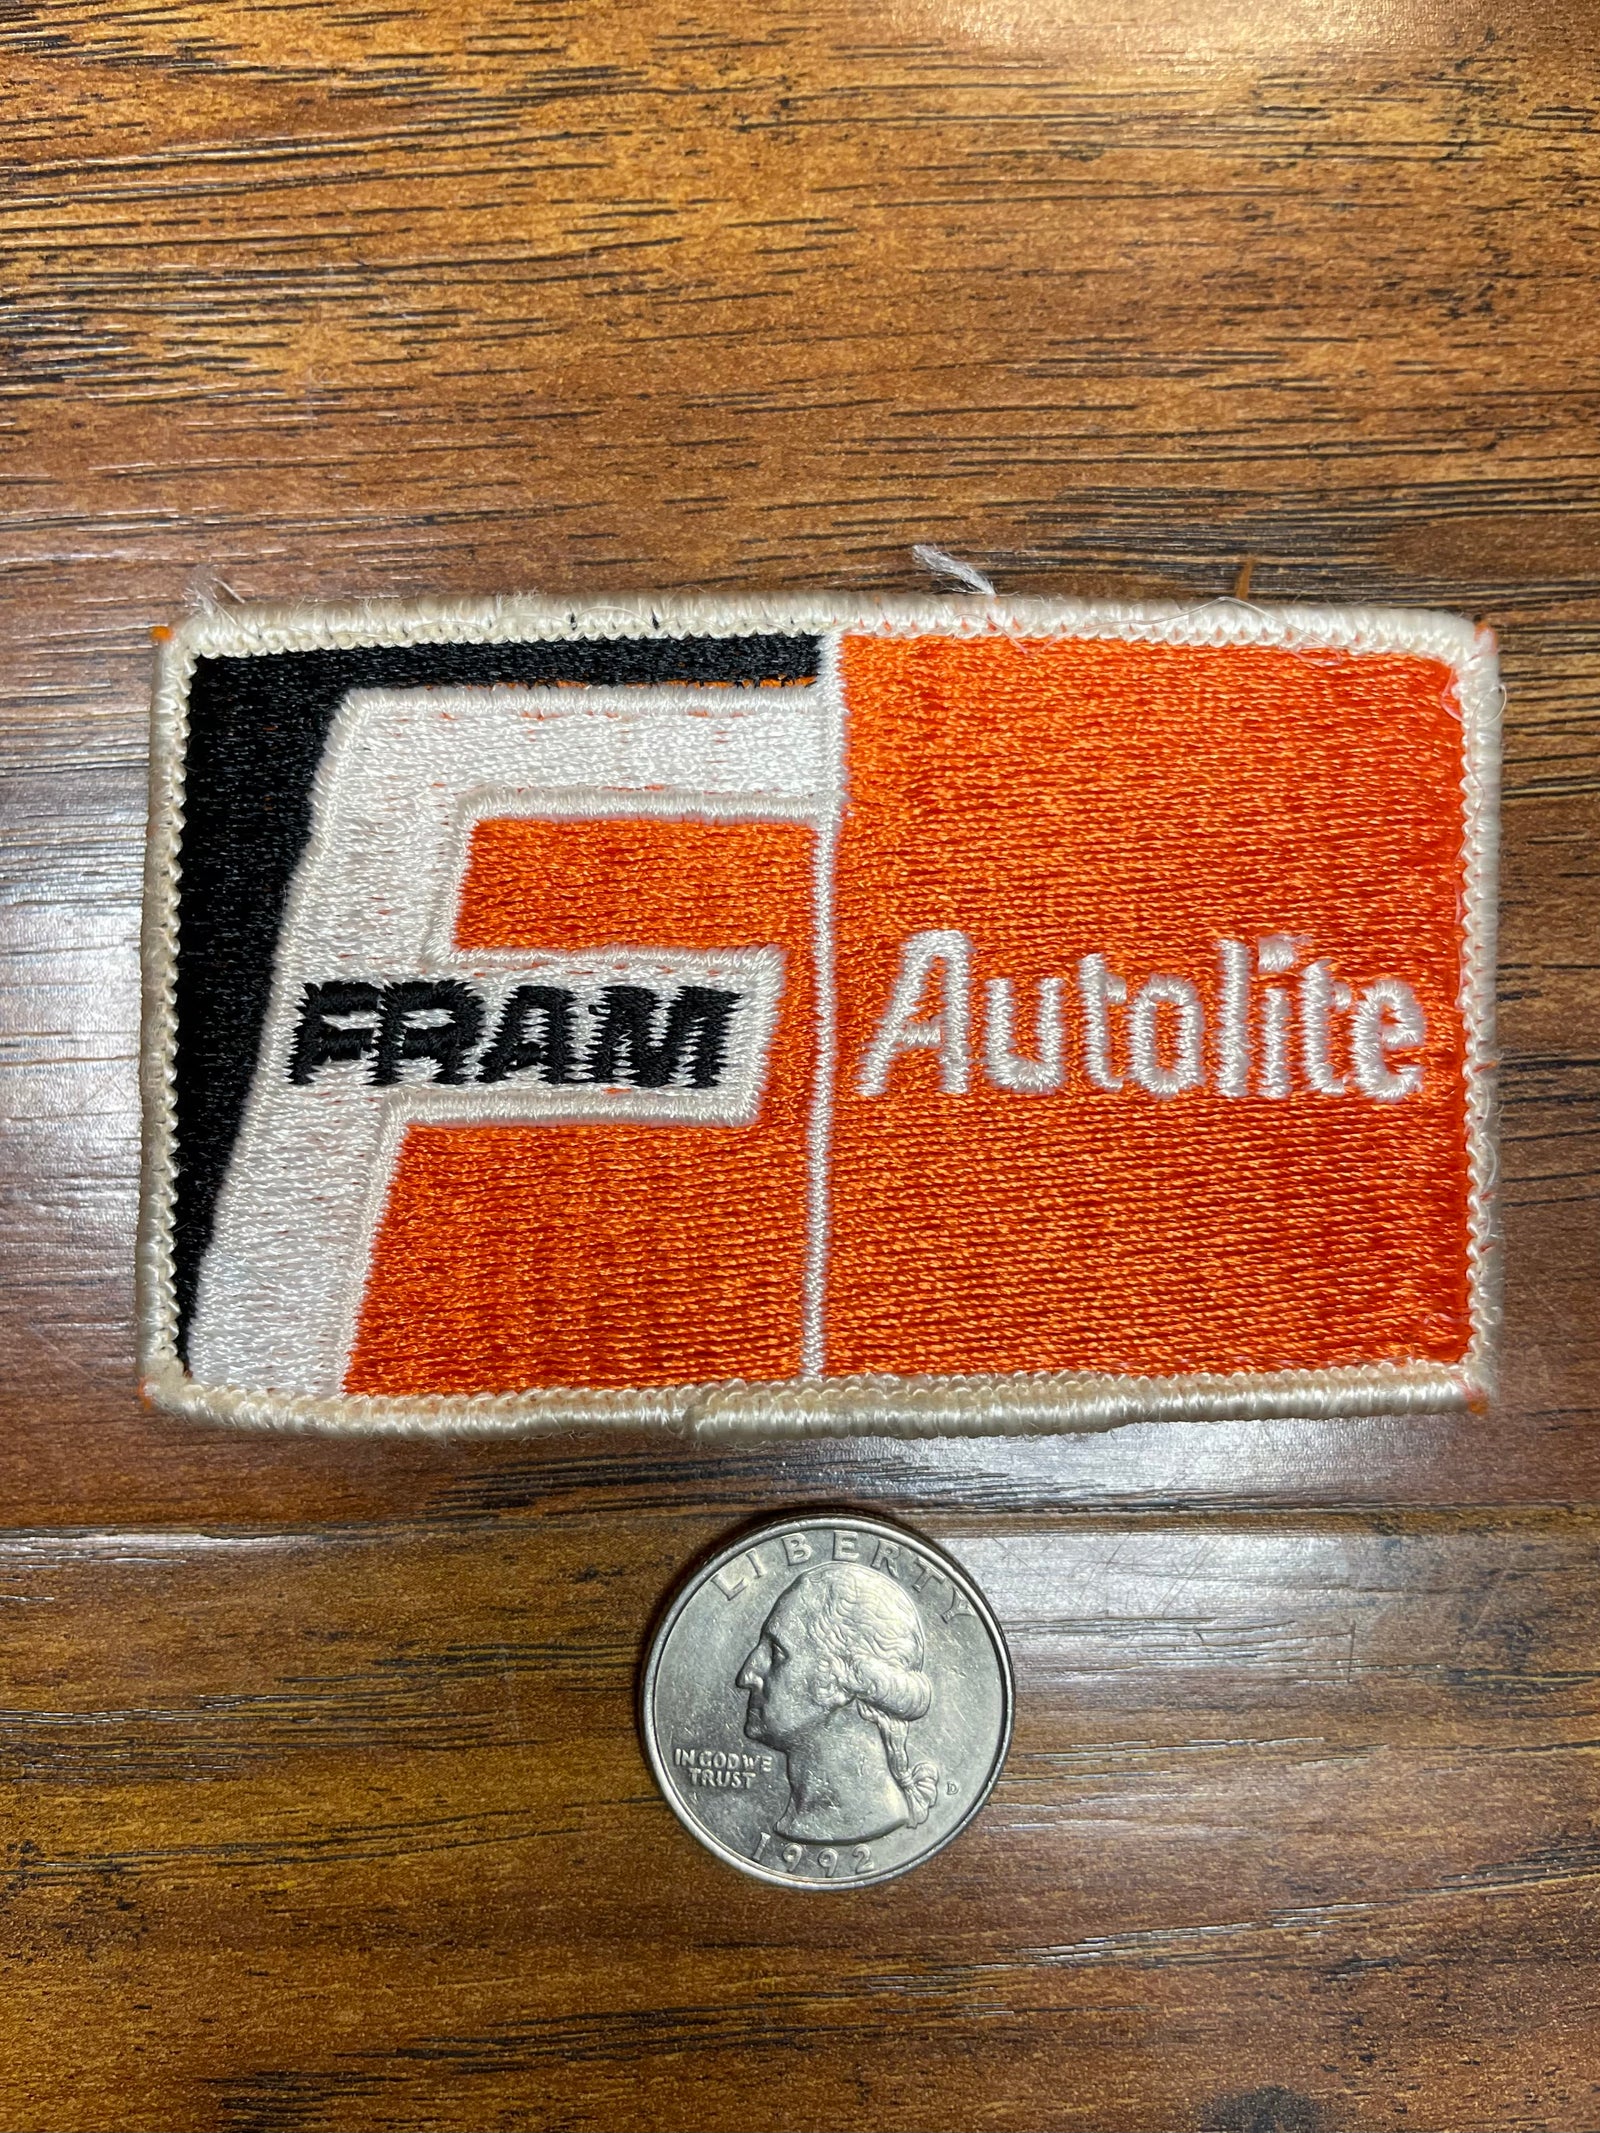 FRAM
Autolite
LIBERTY
IN GOD WE
TRUST
D
1992